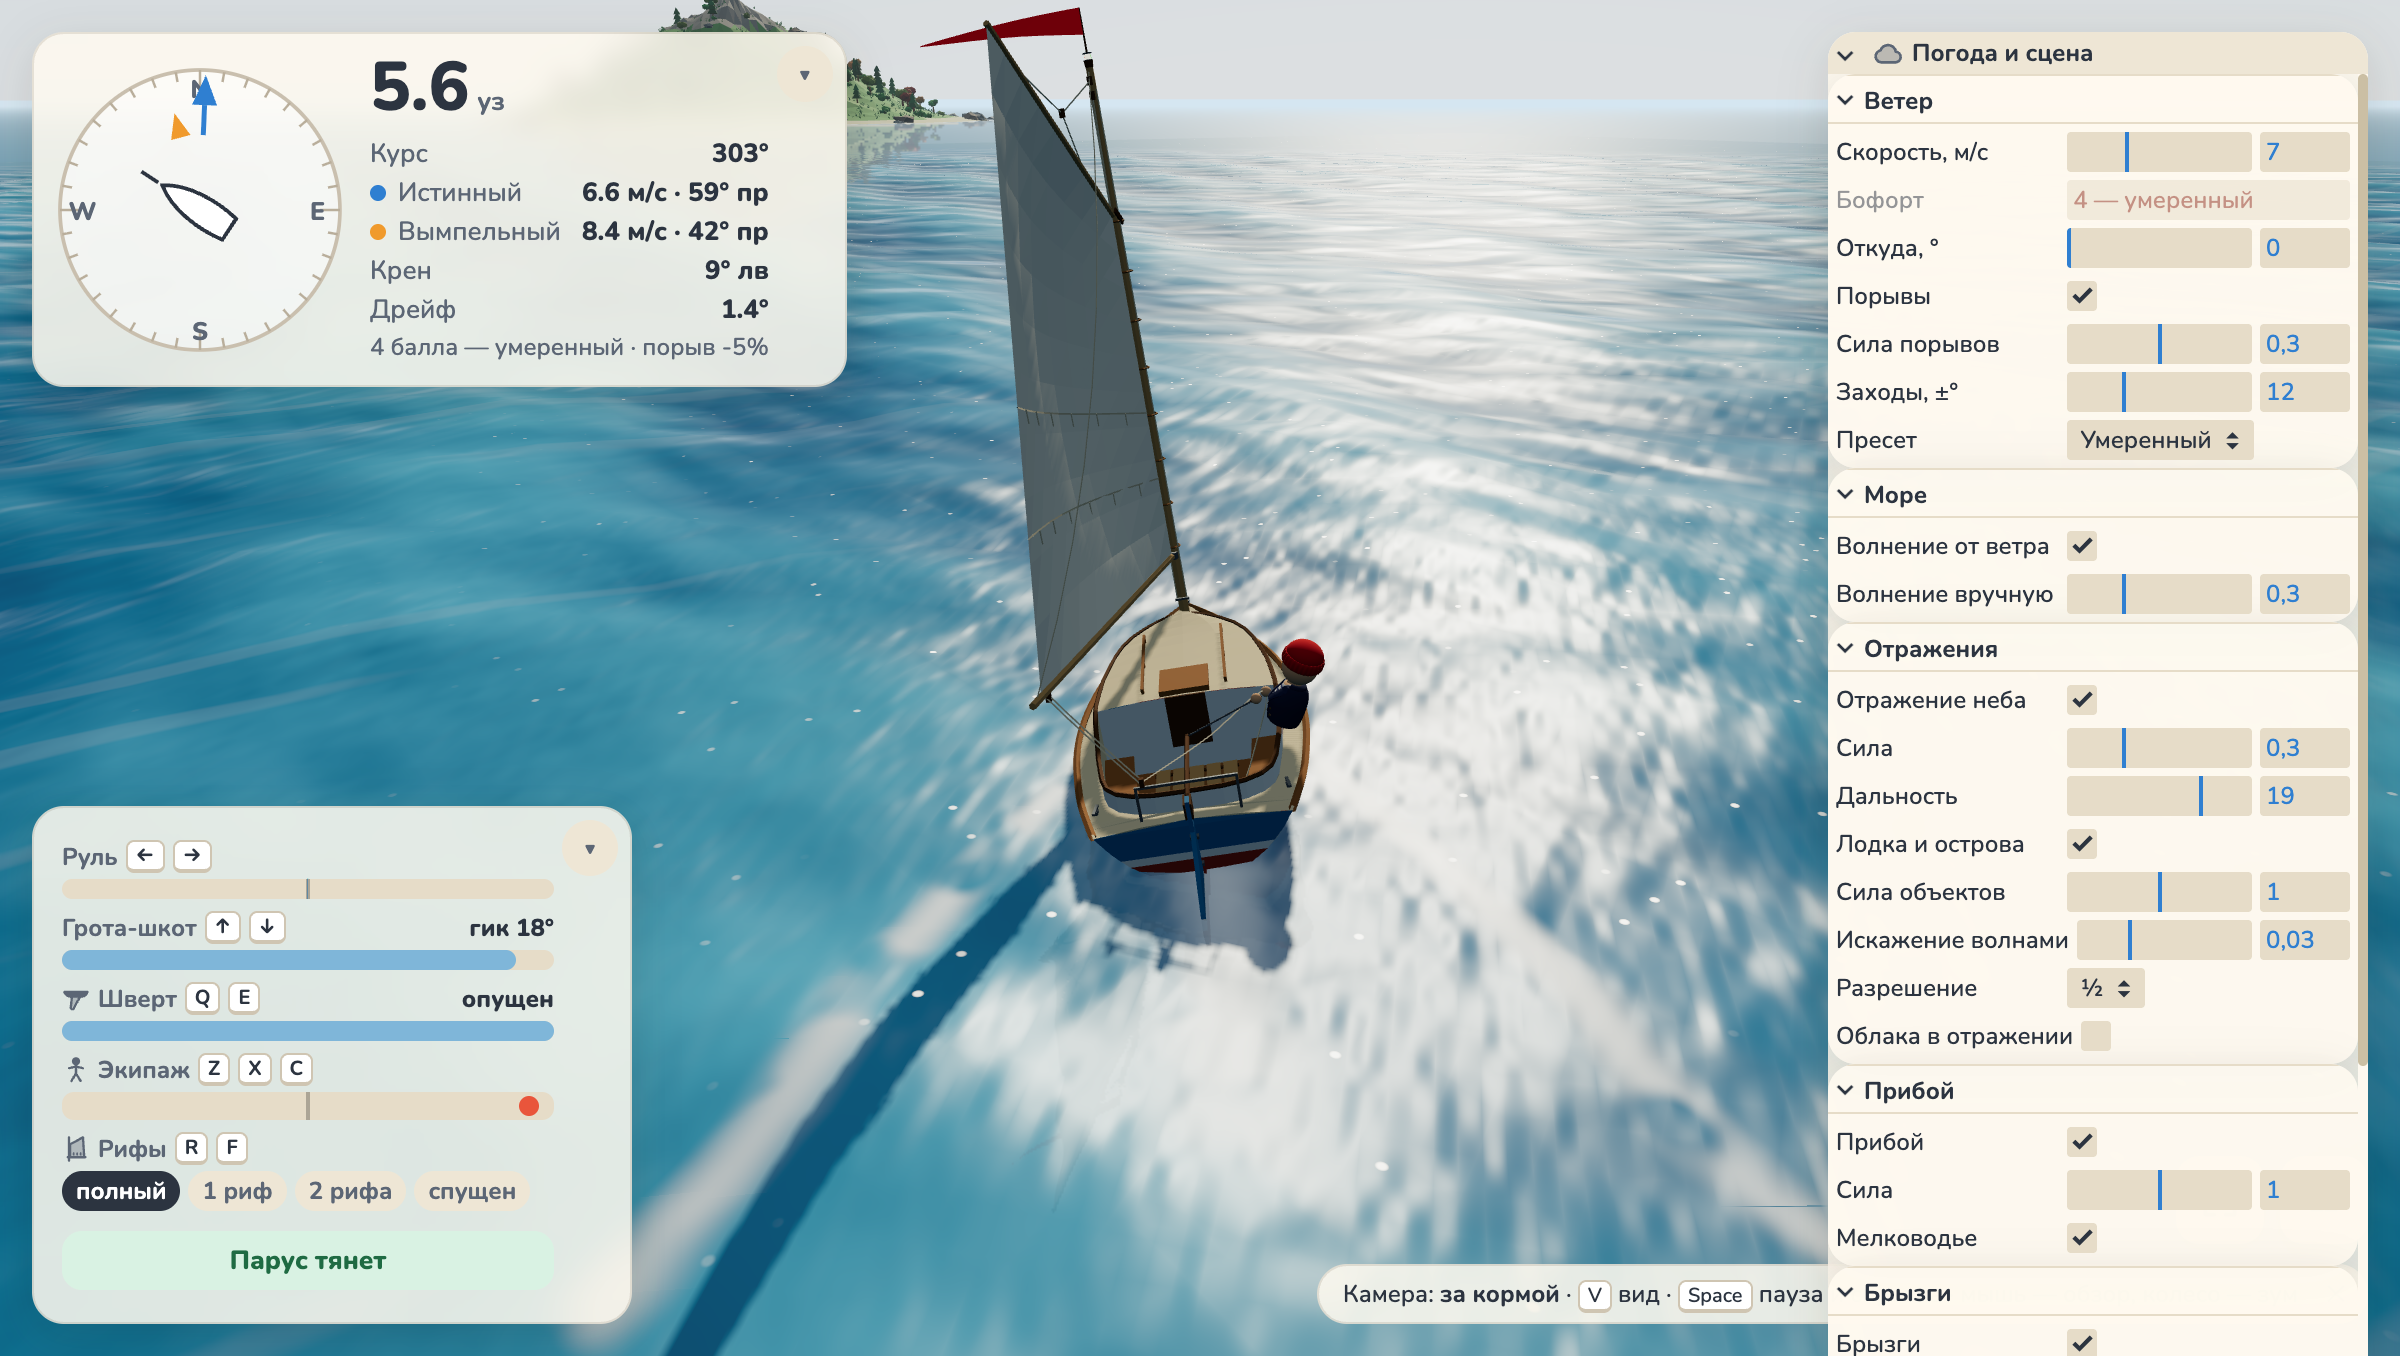 N
W
E
S
5.6 уз
▼
Курс 303°
Истинный 6.6 м/с · 59° пр
Вымпельный 8.4 м/с · 42° пр
Крен 9° лв
Дрейф 1.4°
4 балла — умеренный · порыв -5%
Руль ← →
▼
Грота-шкот ↑ ↓ гик 18°
Шверт Q E опущен
Экипаж Z X C
Рифы R F
полный 1 риф 2 рифа спущен
Парус тянет
Камера: за кормой · V вид · Space пауза
Погода и сцена
Ветер
Скорость, м/с 7
Бофорт 4 — умеренный
Откуда, ° 0
Порывы
Сила порывов 0,3
Заходы, ±° 12
Пресет Умеренный
Море
Волнение от ветра
Волнение вручную 0,3
Отражения
Отражение неба
Сила 0,3
Дальность 19
Лодка и острова
Сила объектов 1
Искажение волнами 0,03
Разрешение ½
Облака в отражении
Прибой
Прибой
Сила 1
Мелководье
Брызги
Брызги